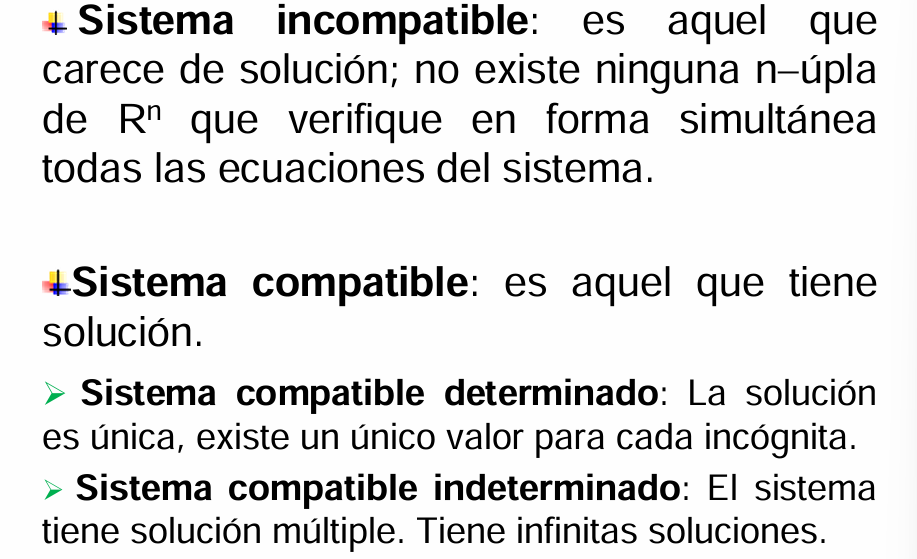 Sistema incompatible: es aquel que
carece de solución; no existe ninguna n–úpla
de Rⁿ que verifique en forma simultánea
todas las ecuaciones del sistema.
Sistema compatible: es aquel que tiene
solución.
Sistema compatible determinado: La solución
es única, existe un único valor para cada incógnita.
Sistema compatible indeterminado: El sistema
tiene solución múltiple. Tiene infinitas soluciones.